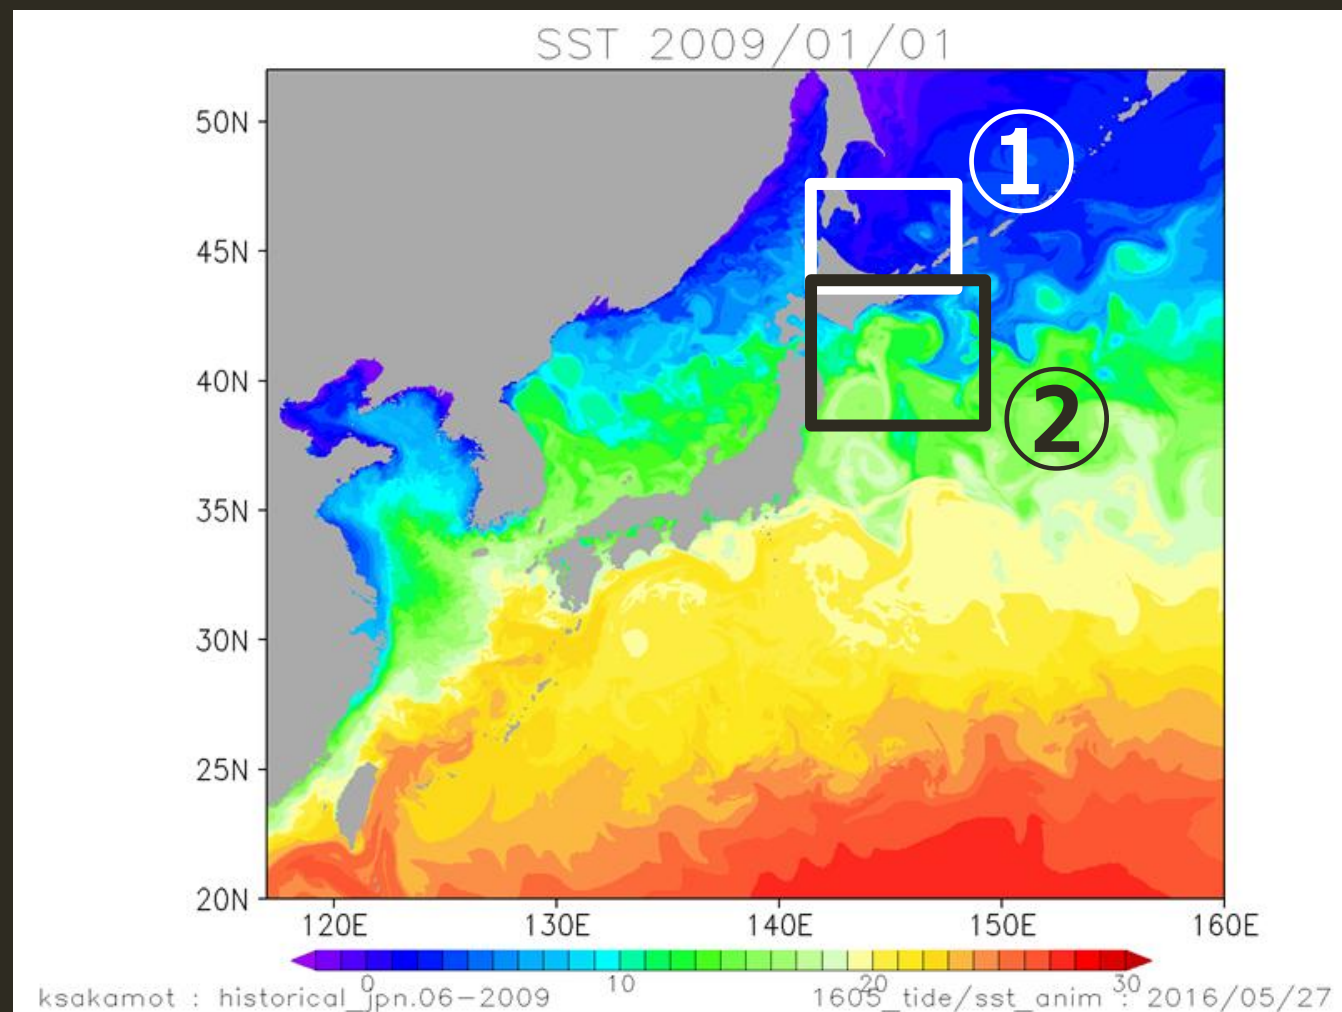 SST 2009/01/01
50N
①
45N
40N
②
35N
30N
25N
20N
120E 130E 140E 150E 160E
0 10 20 30
ksakamot : historical_jpn.06-2009 1605_tide/sst_anim : 2016/05/27